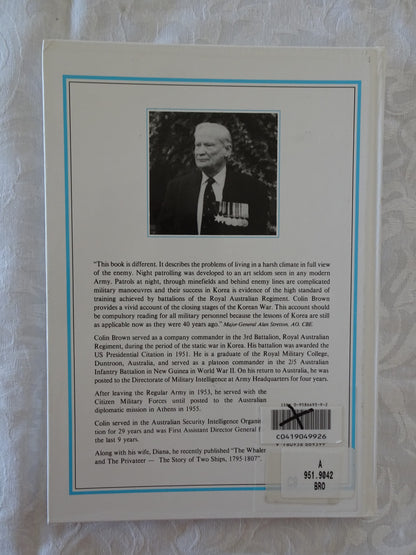 "This book is different. It describes the problems of living in a harsh climate in full view
of the enemy. Night patrolling was developed to an art seldom seen in any modern
Army. Patrols at night, through minefields and behind enemy lines are complicated
military manoeuvres and their success in Korea is evidence of the high standard of
training achieved by battalions of the Royal Australian Regiment. Colin Brown
provides a vivid account of the closing stages of the Korean War. This account should
be compulsory reading for all military personnel because the lessons of Korea are still
as applicable now as they were 40 years ago." Major General Alan Stretton, AO, CBE
Colin Brown served as a company commander in the 3rd Battalion, Royal Australian
Regiment, during the period of the static war in Korea. His battalion was awarded the
US Presidential Citation in 1951. He is a graduate of the Royal Military College,
Duntroon, Australia, and served as a platoon commander in the 2/5 Australian
Infantry Battalion in New Guinea in World War II. On his return to Australia, he was
posted to the Directorate of Military Intelligence at Army Headquarters for four years.
After leaving the Regular Army in 1953, he served with the
Citizen Military Forces until posted to the Australian
diplomatic mission in Athens in 1955.
Colin served in the Australian Security Intelligence
tion for 29 years and was First Assistant Director General
the last 9 years.
Along with his wife, Diana, he recently published "The Whaler
and The Privateer — The Story of Two Ships, 1795-1807".
CO419049926
A
951.9042
BRO